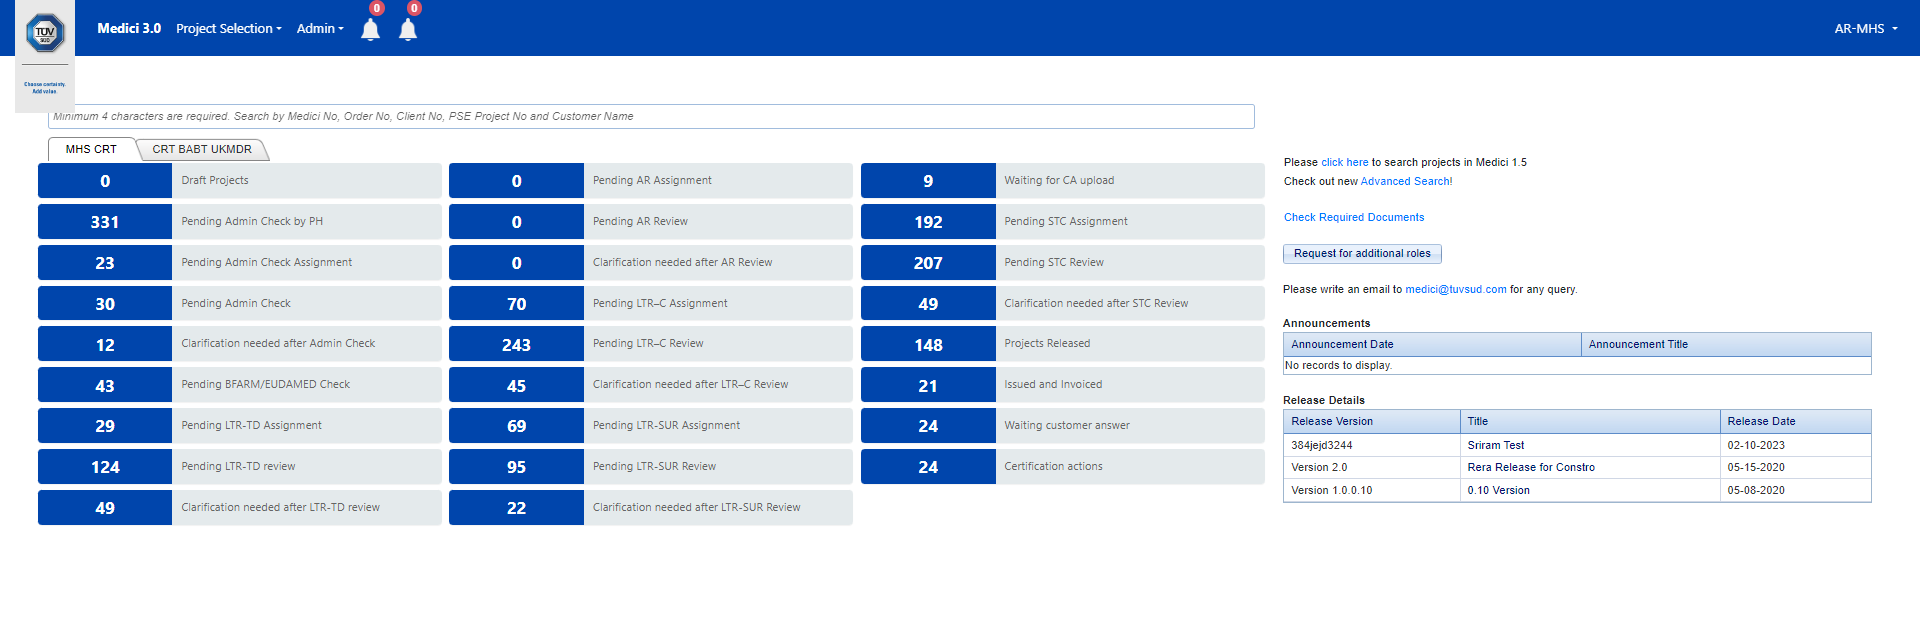 TÜV
SÜD
Choose certainty.
Add value.
Medici 3.0
Project Selection
Admin
0
0
AR-MHS
Minimum 4 characters are required. Search by Medici No, Order No, Client No, PSE Project No and Customer Name
MHS CRT
CRT BABT UKMDR
0 Draft Projects
331 Pending Admin Check by PH
23 Pending Admin Check Assignment
30 Pending Admin Check
12 Clarification needed after Admin Check
43 Pending BFARM/EUDAMED Check
29 Pending LTR-TD Assignment
124 Pending LTR-TD review
49 Clarification needed after LTR-TD review
0 Pending AR Assignment
0 Pending AR Review
0 Clarification needed after AR Review
70 Pending LTR–C Assignment
243 Pending LTR–C Review
45 Clarification needed after LTR–C Review
69 Pending LTR-SUR Assignment
95 Pending LTR-SUR Review
22 Clarification needed after LTR-SUR Review
9 Waiting for CA upload
192 Pending STC Assignment
207 Pending STC Review
49 Clarification needed after STC Review
148 Projects Released
21 Issued and Invoiced
24 Waiting customer answer
24 Certification actions
Please click here to search projects in Medici 1.5
Check out new Advanced Search!
Check Required Documents
Request for additional roles
Please write an email to medici@tuvsud.com for any query.
Announcements
Announcement Date Announcement Title
No records to display.
Release Details
Release Version Title Release Date
384jejd3244 Sriram Test 02-10-2023
Version 2.0 Rera Release for Constro 05-15-2020
Version 1.0.0.10 0.10 Version 05-08-2020